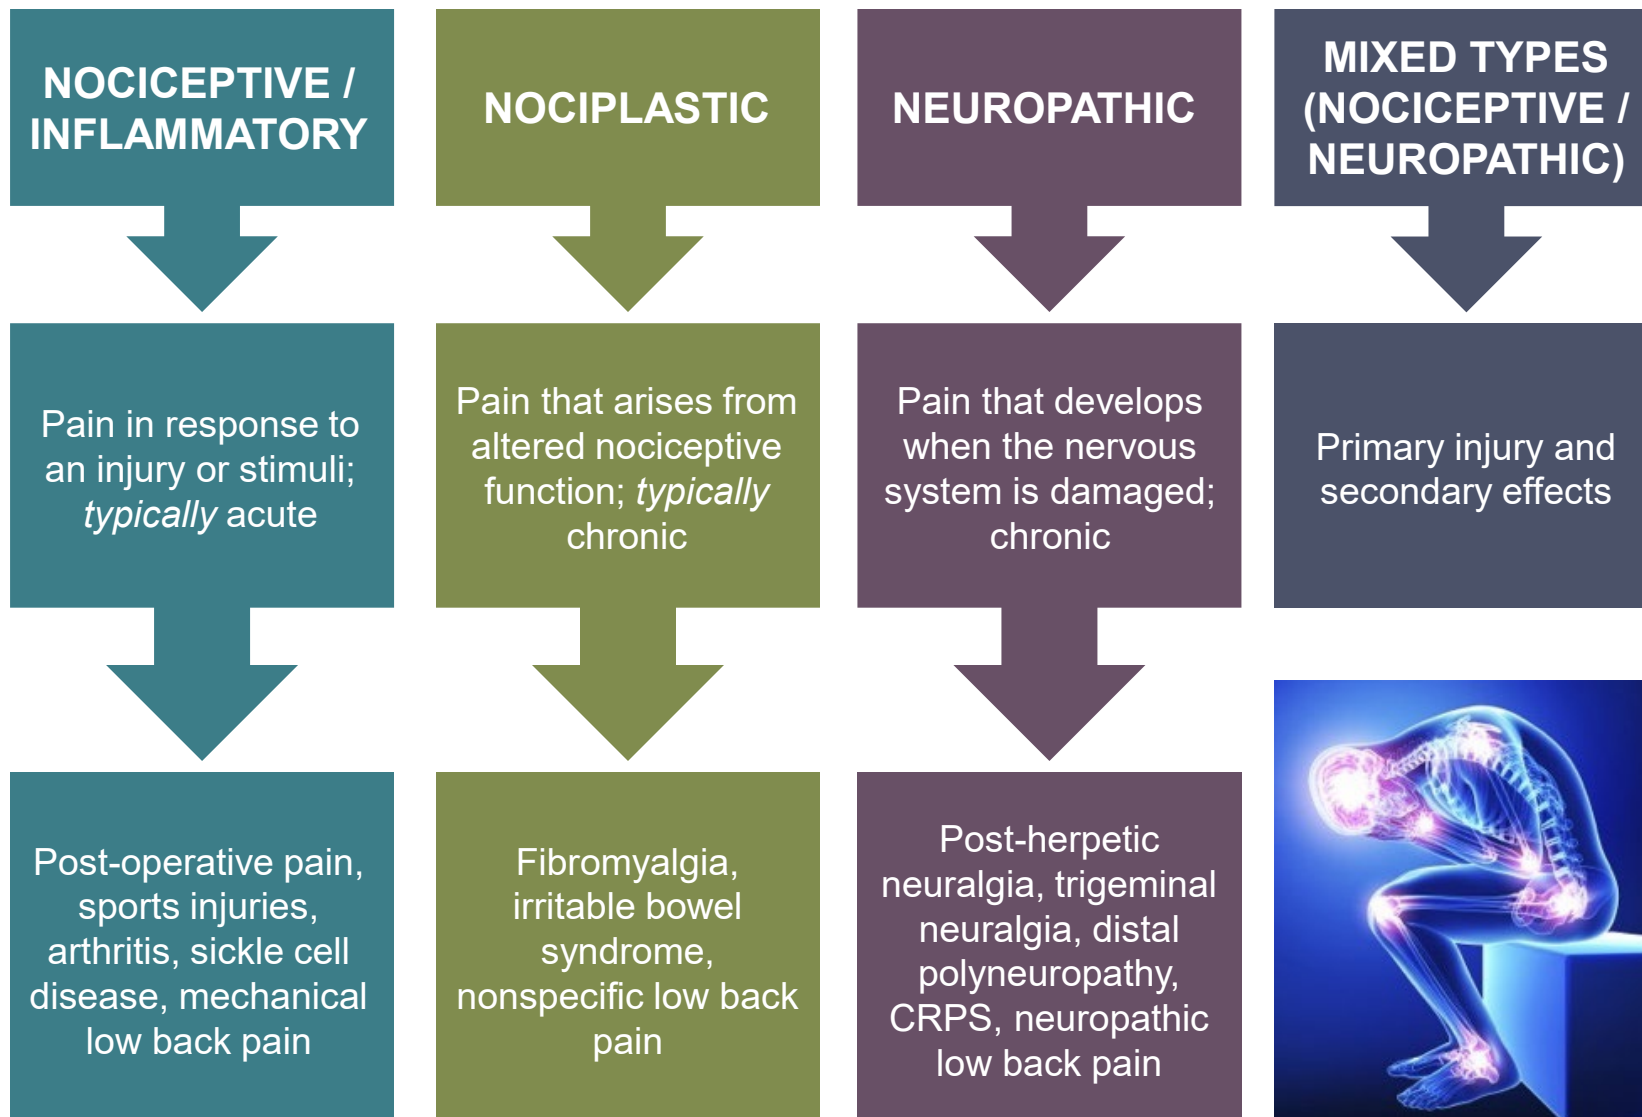 NOCICEPTIVE /
INFLAMMATORY
Pain in response to
an injury or stimuli;
typically acute
Post-operative pain,
sports injuries,
arthritis, sickle cell
disease, mechanical
low back pain
NOCIPLASTIC
Pain that arises from
altered nociceptive
function; typically
chronic
Fibromyalgia,
irritable bowel
syndrome,
nonspecific low back
pain
NEUROPATHIC
Pain that develops
when the nervous
system is damaged;
chronic
Post-herpetic
neuralgia, trigeminal
neuralgia, distal
polyneuropathy,
CRPS, neuropathic
low back pain
MIXED TYPES
(NOCICEPTIVE /
NEUROPATHIC)
Primary injury and
secondary effects